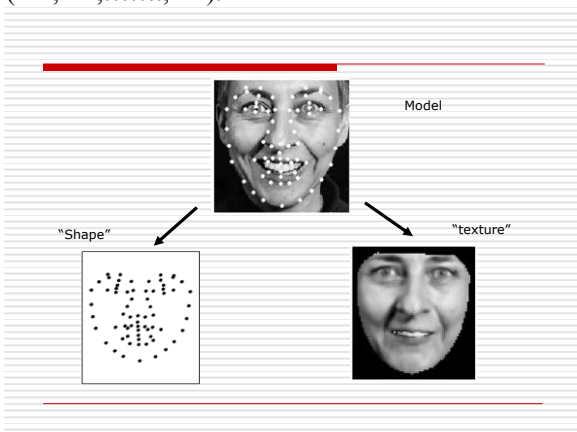 Model
“Shape”
“texture”